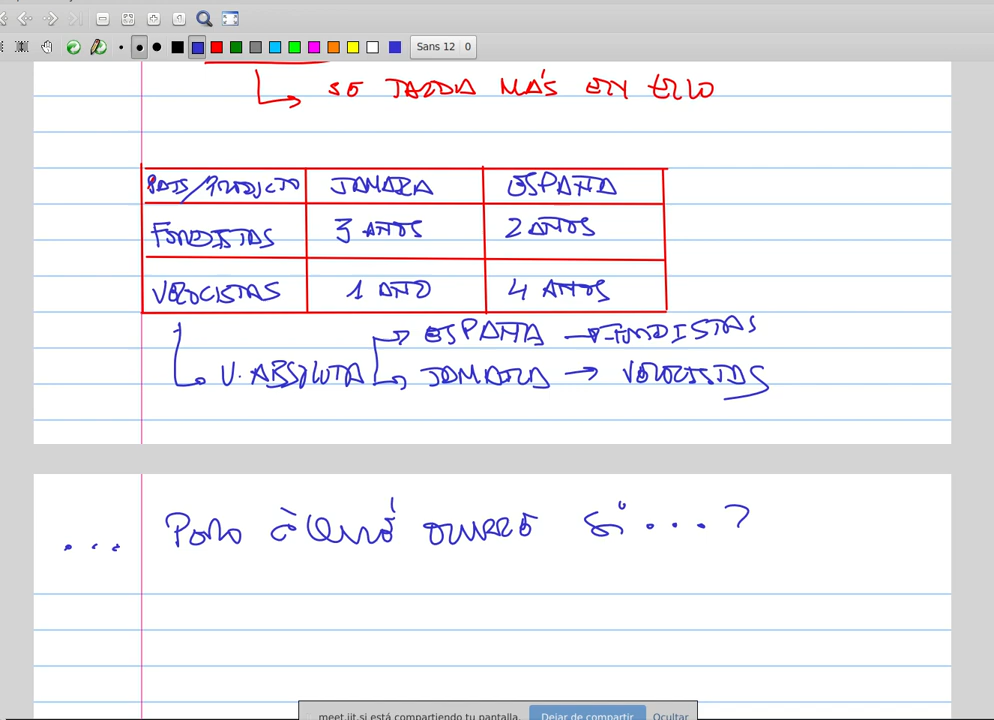 Sans 12 0
SE TARDA MÁS EN ELLO
PAIS/PRODUCTO JAMAICA ESPAÑA
FONDISTAS 3 AÑOS 2 AÑOS
VELOCISTAS 1 AÑO 4 AÑOS
ESPAÑA → FONDISTAS
V. ABSOLUTA JAMAICA → VELOCISTAS
... Pero ¿Qué ocurre si...?
meet.jit.si está compartiendo tu pantalla. Dejar de compartir Ocultar